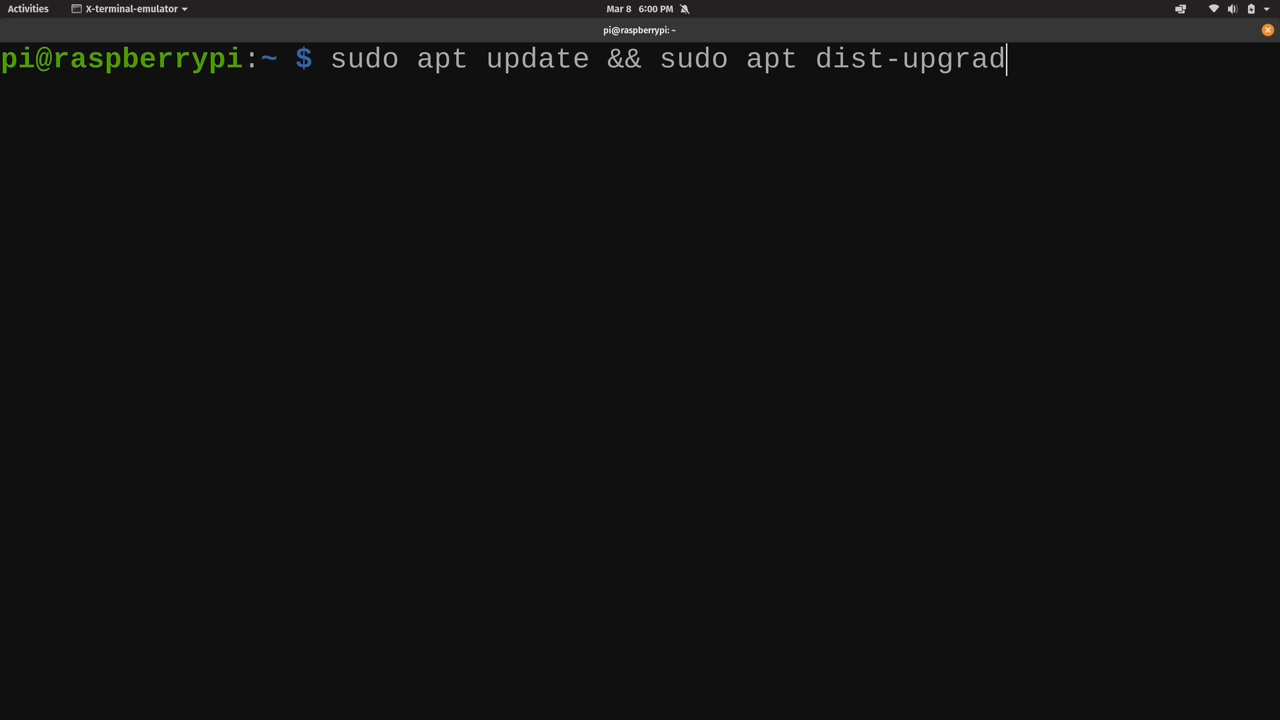 Activities X-terminal-emulator Mar 8 6:00 PM
pi@raspberrypi: ~
pi@raspberrypi:~ $ sudo apt update && sudo apt dist-upgrad